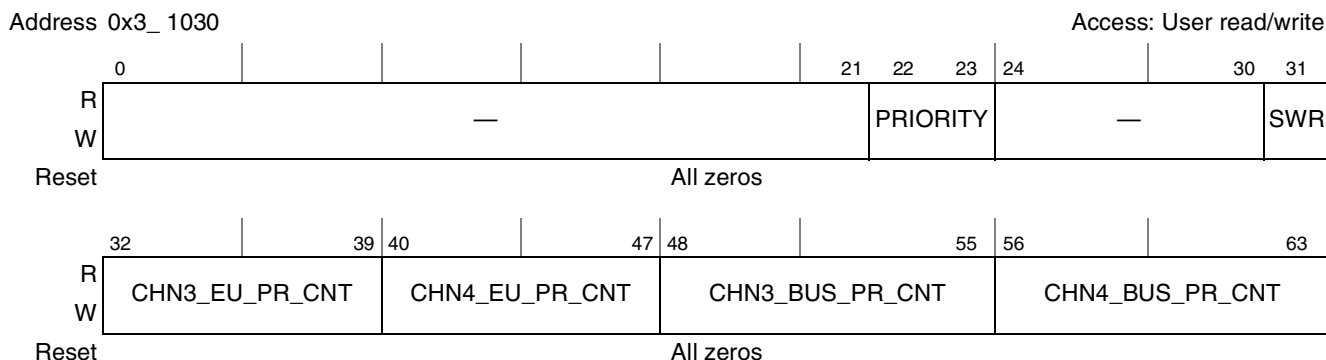 Address 0x3_ 1030 Access: User read/write
0 21 22 23 24 30 31
R
— PRIORITY — SWR
W
Reset All zeros
32 39 40 47 48 55 56 63
R
CHN3_EU_PR_CNT CHN4_EU_PR_CNT CHN3_BUS_PR_CNT CHN4_BUS_PR_CNT
W
Reset All zeros